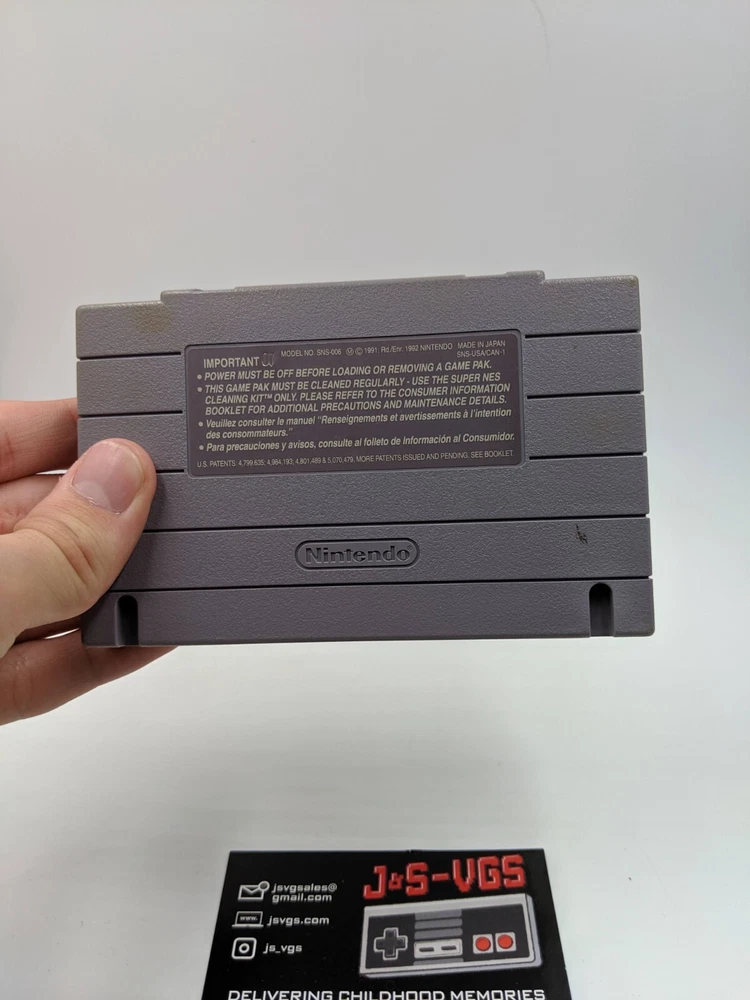 IMPORTANT
MODEL NO. SNS-006 Ⓜ © 1991. Rd./Enr. 1992 NINTENDO
MADE IN JAPAN
SNS-USA/CAN-1
• POWER MUST BE OFF BEFORE LOADING OR REMOVING A GAME PAK.
• THIS GAME PAK MUST BE CLEANED REGULARLY - USE THE SUPER NES
CLEANING KIT™ ONLY. PLEASE REFER TO THE CONSUMER INFORMATION
BOOKLET FOR ADDITIONAL PRECAUTIONS AND MAINTENANCE DETAILS.
• Veuillez consulter le manuel "Renseignements et avertissements à l'intention
des consommateurs."
• Para precauciones y avisos, consulte al folleto de Información al Consumidor.
U.S. PATENTS: 4,799,635; 4,984,193; 4,801,489 & 5,070,479, MORE PATENTS ISSUED AND PENDING. SEE BOOKLET.
Nintendo®
J&S-VGS
jsvgsales@
gmail.com
www.
jsvgs.com
js_vgs
DELIVERING CHILDHOOD MEMORIES